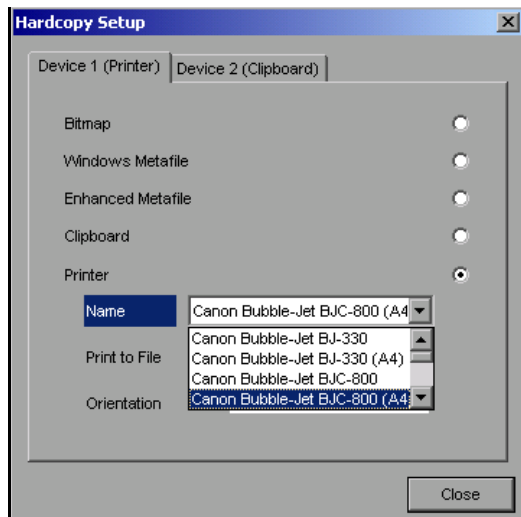 Hardcopy Setup
Device 1 (Printer) Device 2 (Clipboard)
Bitmap
Windows Metafile
Enhanced Metafile
Clipboard
Printer
Name Canon Bubble-Jet BJC-800 (A4
Canon Bubble-Jet BJ-330
Print to File Canon Bubble-Jet BJ-330 (A4)
Canon Bubble-Jet BJC-800
Orientation Canon Bubble-Jet BJC-800 (A4
Close